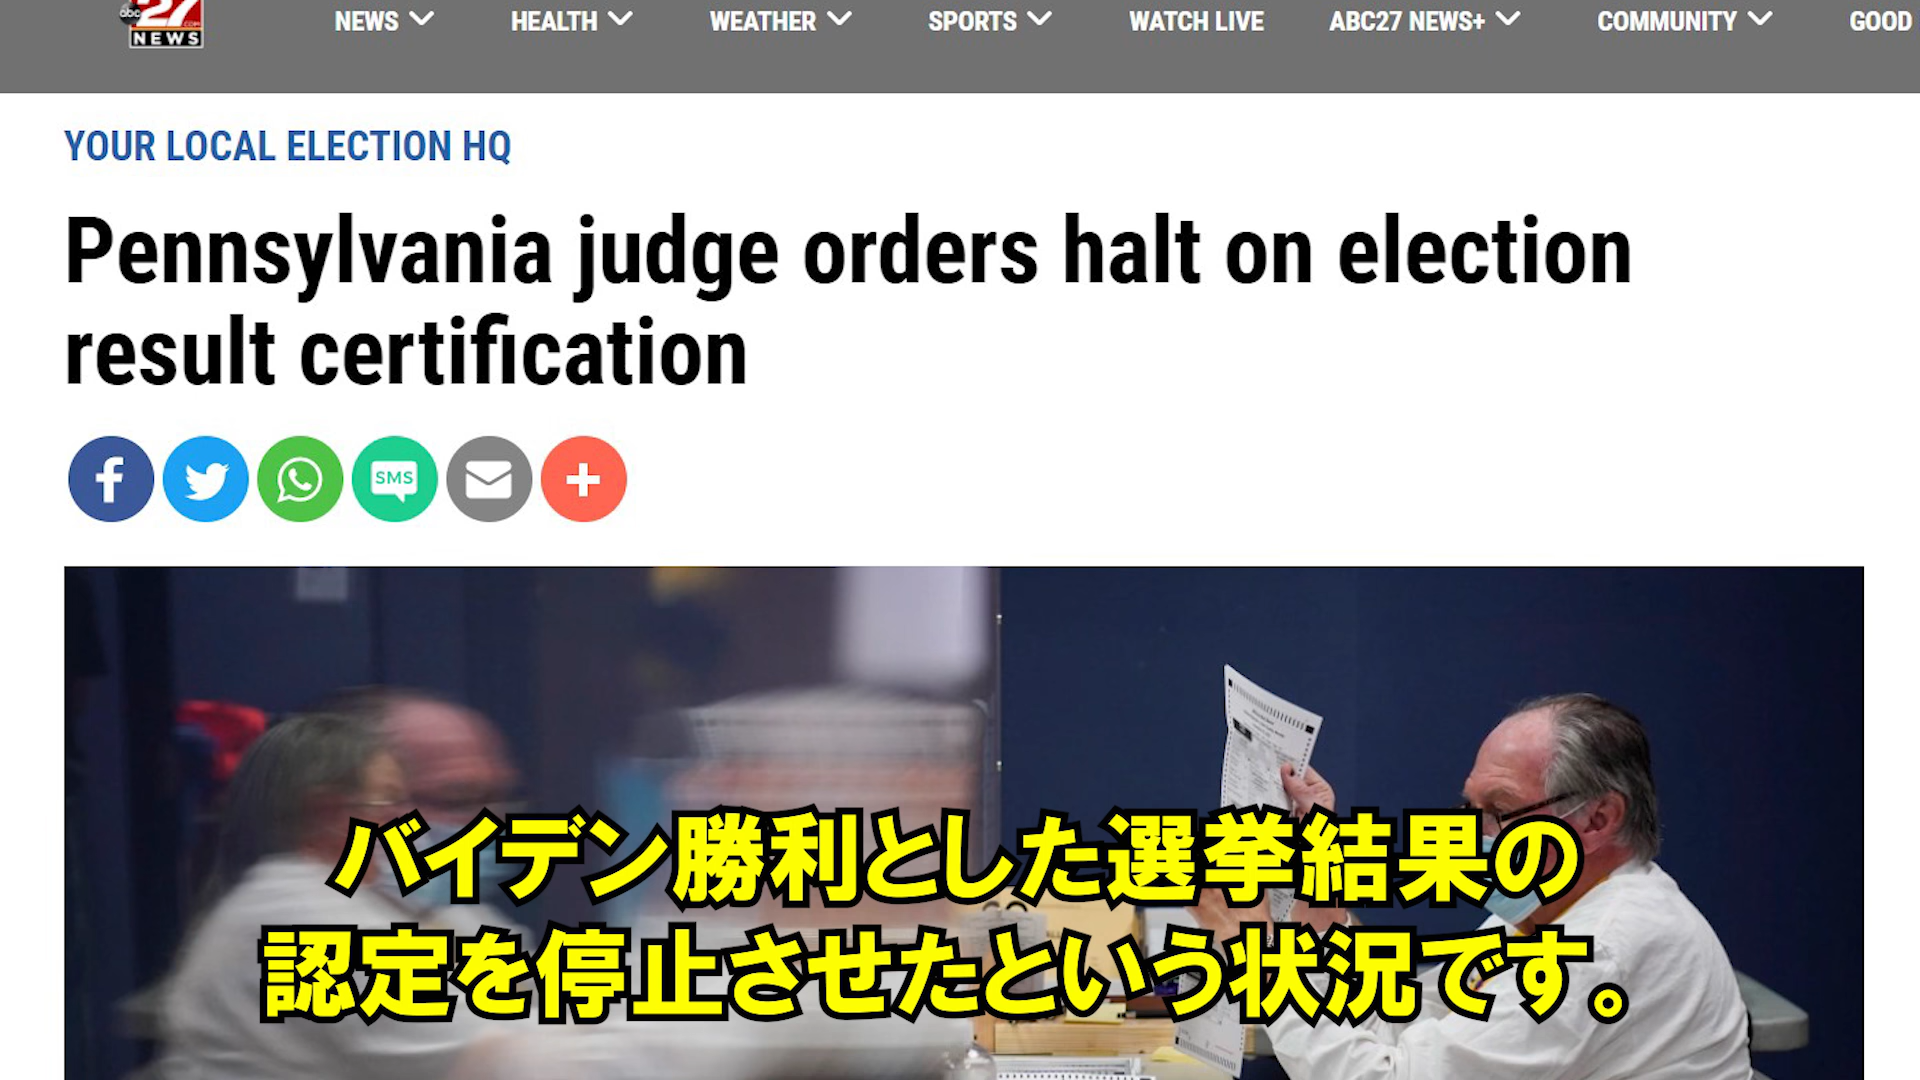 abc 27 .COM
NEWS
NEWS HEALTH WEATHER SPORTS WATCH LIVE ABC27 NEWS+ COMMUNITY GOOD
YOUR LOCAL ELECTION HQ
Pennsylvania judge orders halt on election
result certification
SMS
バイデン勝利とした選挙結果の
認定を停止させたという状況です。